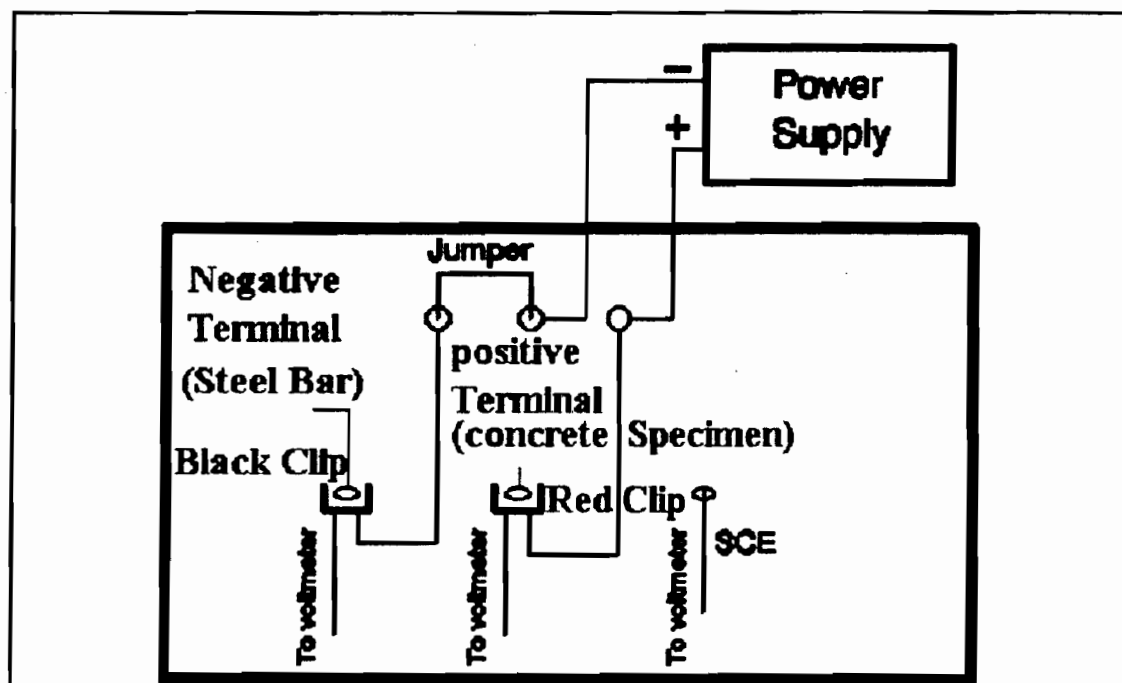 −
+
Power
Supply
Jumper
Negative
Terminal
(Steel Bar)
positive
Terminal
(concrete Specimen)
Black Clip
Red Clip
SCE
To voltmeter
To voltmeter
To voltmeter